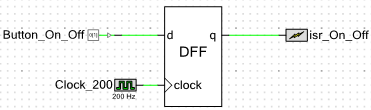 Button_On_Off
d
q
isr_On_Off
DFF
Clock_200
200 Hz
clock